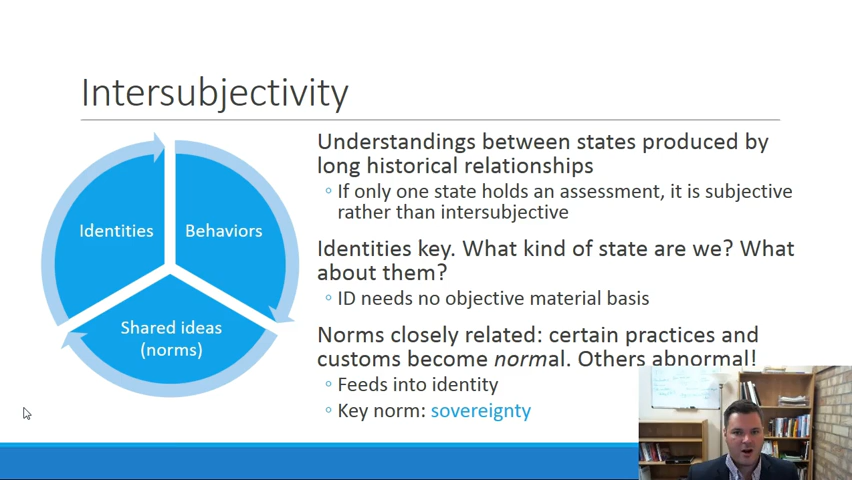 Intersubjectivity
Identities
Behaviors
Shared ideas
(norms)
Understandings between states produced by
long historical relationships
◦ If only one state holds an assessment, it is subjective
rather than intersubjective
Identities key. What kind of state are we? What
about them?
◦ ID needs no objective material basis
Norms closely related: certain practices and
customs become normal. Others abnormal!
◦ Feeds into identity
◦ Key norm: sovereignty